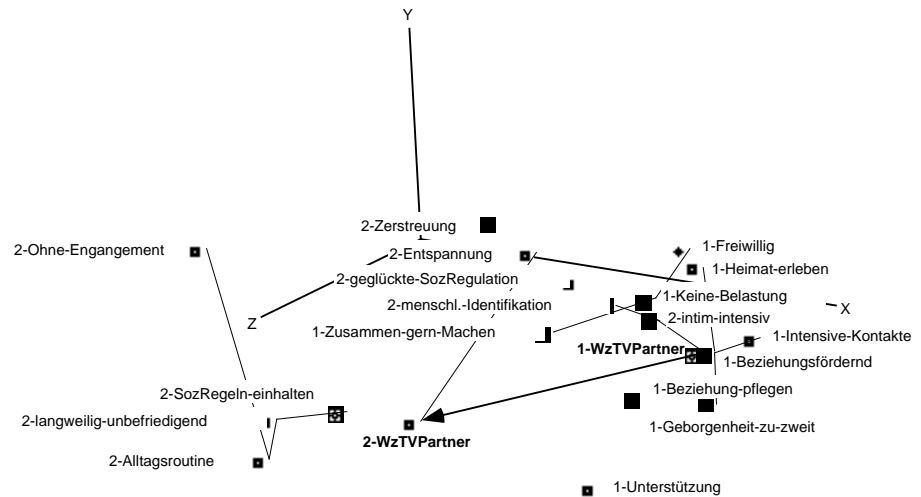 Y
2-Zerstreuung
1-Freiwillig
2-Ohne-Engangement
2-Entspannung
1-Heimat-erleben
2-geglückte-SozRegulation
1-Keine-Belastung
2-menschl.-Identifikation
X
2-intim-intensiv
Z
1-Zusammen-gern-Machen
1-Intensive-Kontakte
1-WzTVPartner
1-Beziehungsfördernd
1-Beziehung-pflegen
2-SozRegeln-einhalten
2-langweilig-unbefriedigend
1-Geborgenheit-zu-zweit
2-WzTVPartner
2-Alltagsroutine
1-Unterstützung